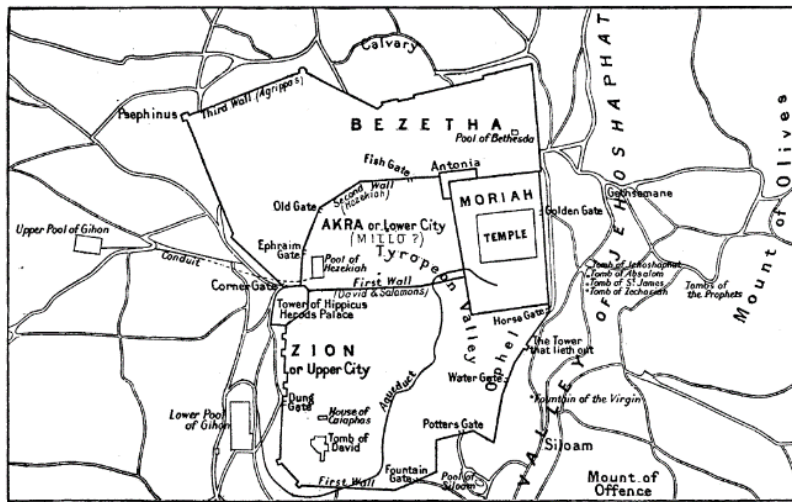 Calvary
Psephinus
Third Wall (Agrippas)
BEZETHA
Pool of Bethesda
VALLEY OF JEHOSHAPHAT
Mount of Olives
Fish Gate
Antonia
Second Wall
(Hezekiah)
Old Gate
MORIAH
TEMPLE
Golden Gate
Gethsemane
AKRA or Lower City
(MILLO ?)
Upper Pool of Gihon
Conduit
Ephraim
Gate
Pool of
Hezekiah
Tyropean Valley
First Wall
(David & Solomons)
Corner Gate
Tomb of Jehoshaphat
Tomb of Absalom
Tomb of St. James
Tomb of Zechariah
Tombs of
the Prophets
Tower of Hippicus
Herods Palace
Horse Gate
Ophel
The Tower
that lieth out
ZION
or Upper City
Aqueduct
Water Gate
Fountain of the Virgin
Dung
Gate
House of
Caiaphas
Lower Pool
of Gihon
Tomb of
David
Potters Gate
Siloam
First Wall
Fountain
Gate
Pool of
Siloam
Mount of
Offence